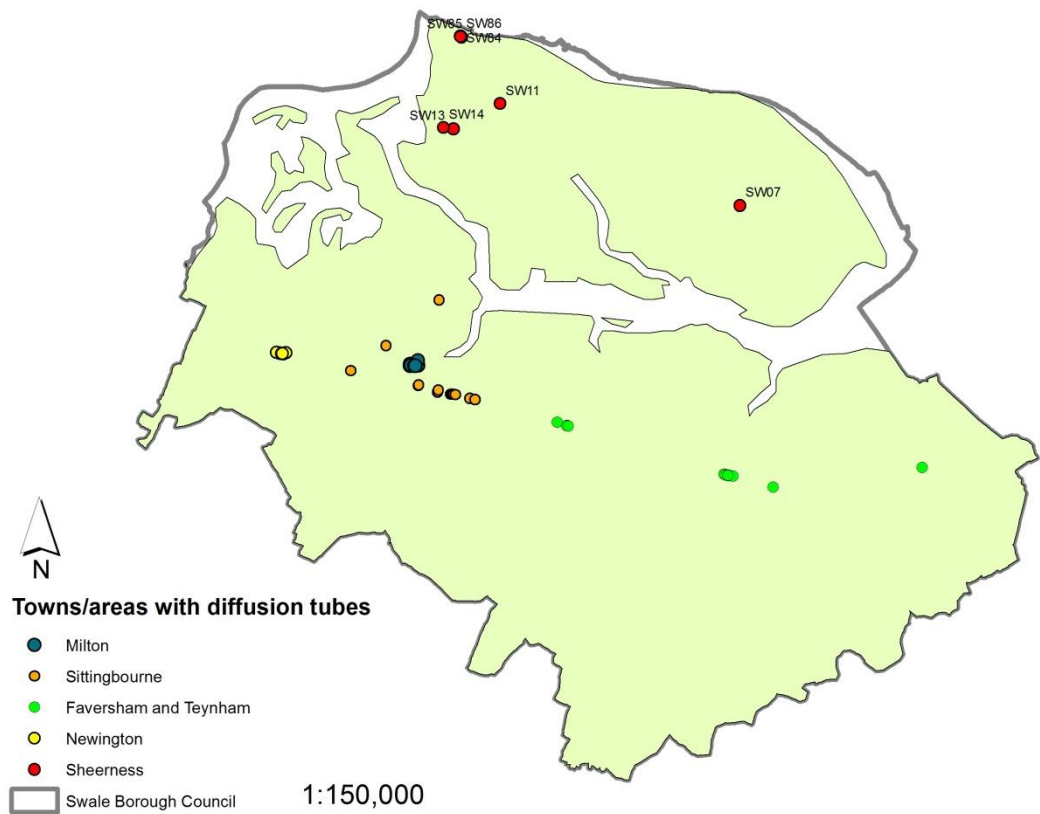 SW85 SW86
SW84
SW11
SW13 SW14
SW07
N
Towns/areas with diffusion tubes
Milton
Sittingbourne
Faversham and Teynham
Newington
Sheerness
Swale Borough Council
1:150,000